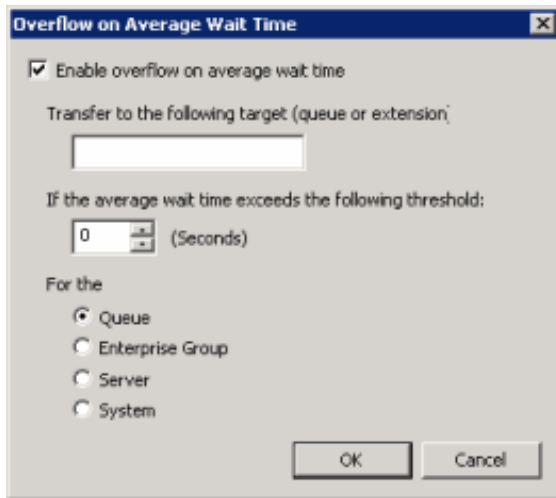 Overflow on Average Wait Time
Enable overflow on average wait time
Transfer to the following target (queue or extension)
If the average wait time exceeds the following threshold:
0 (Seconds)
For the
Queue
Enterprise Group
Server
System
OK Cancel